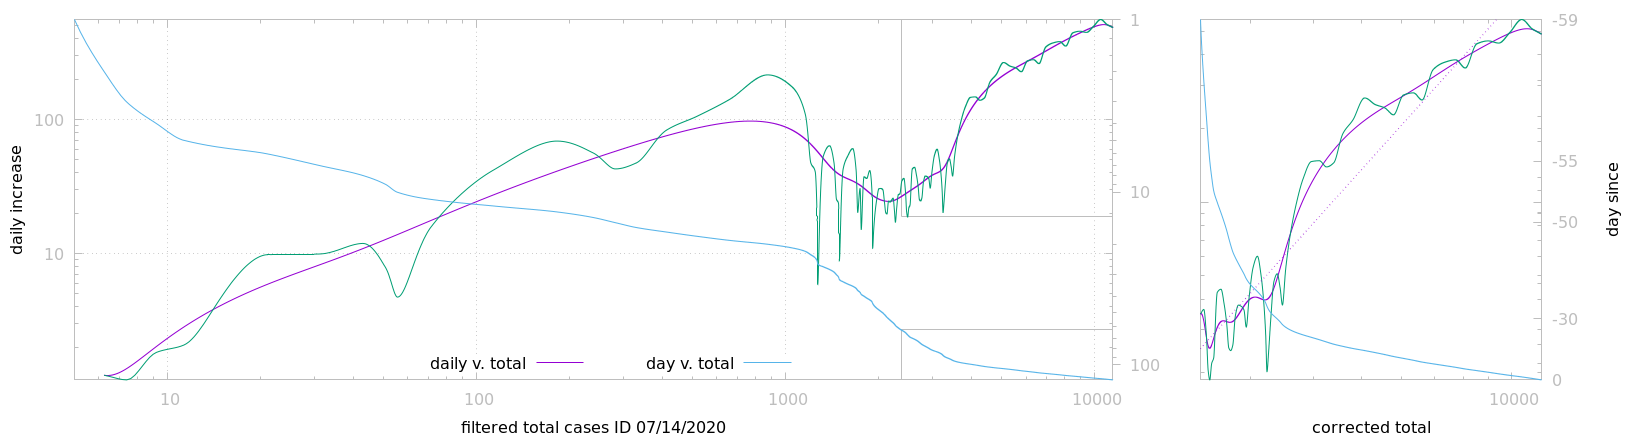 daily increase
100
10
10
100
1000
10000
1
10
100
daily v. total
day v. total
filtered total cases ID 07/14/2020
-59
-55
-50
-30
0
day since
10000
corrected total